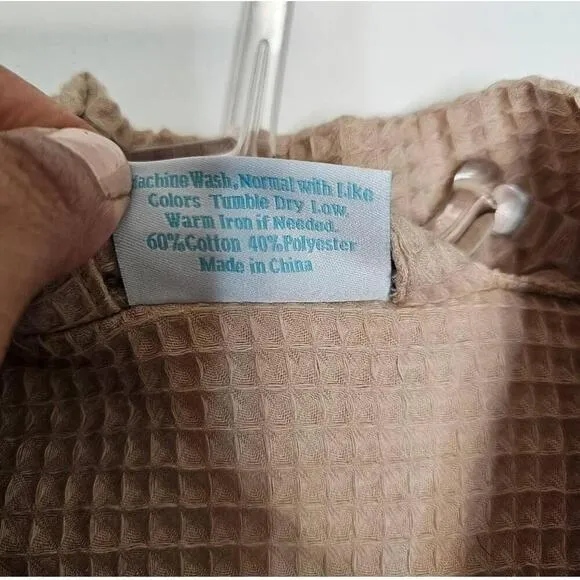 Machine Wash, Normal with Like
Colors Tumble Dry Low.
Warm Iron if Needed.
60%Cotton 40%Polyester
Made in China